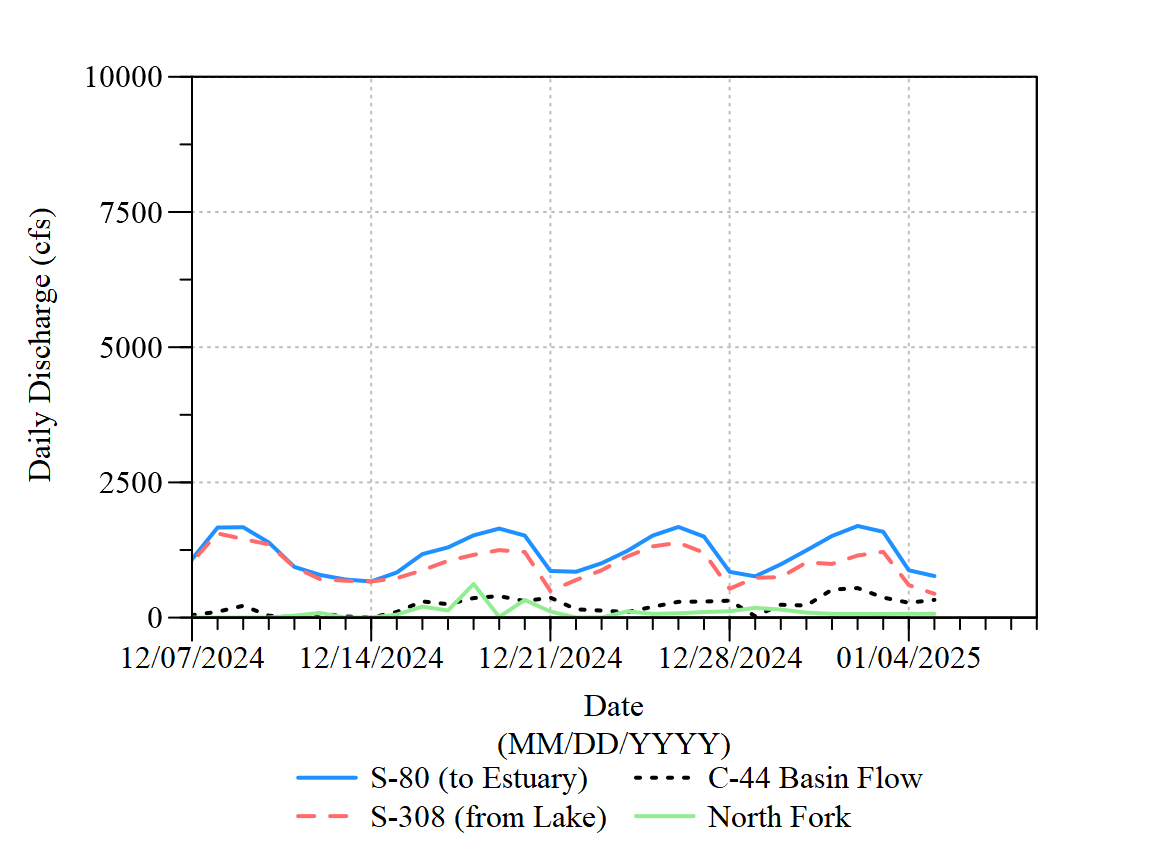 10000
7500
5000
2500
0
Daily Discharge (cfs)
12/07/2024 12/14/2024 12/21/2024 12/28/2024 01/04/2025
Date
(MM/DD/YYYY)
S-80 (to Estuary) C-44 Basin Flow
S-308 (from Lake) North Fork